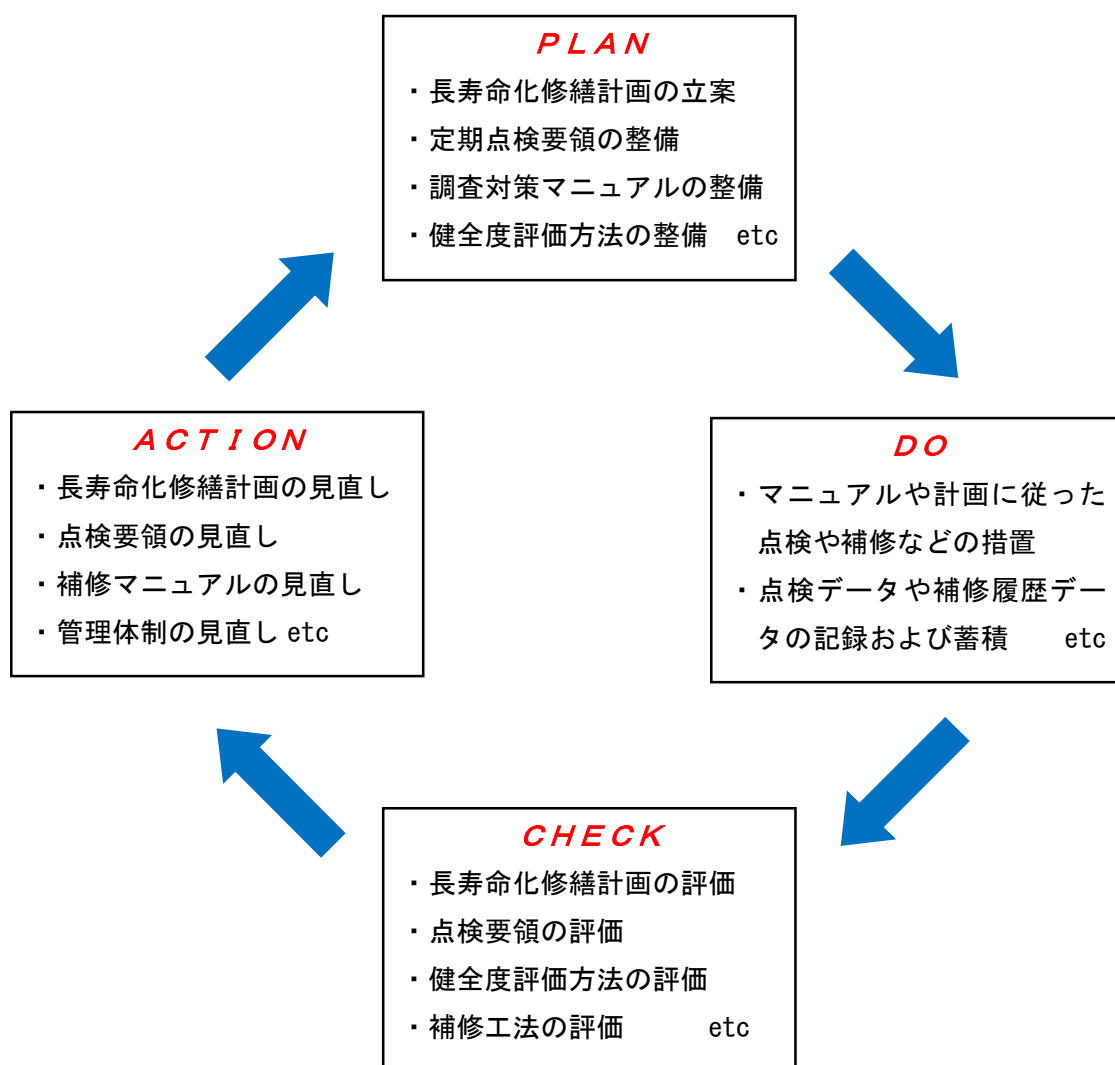 PLAN
・長寿命化修繕計画の立案
・定期点検要領の整備
・調査対策マニュアルの整備
・健全度評価方法の整備 etc
ACTION
・長寿命化修繕計画の見直し
・点検要領の見直し
・補修マニュアルの見直し
・管理体制の見直し etc
DO
・マニュアルや計画に従った
点検や補修などの措置
・点検データや補修履歴デー
タの記録および蓄積 etc
CHECK
・長寿命化修繕計画の評価
・点検要領の評価
・健全度評価方法の評価
・補修工法の評価 etc